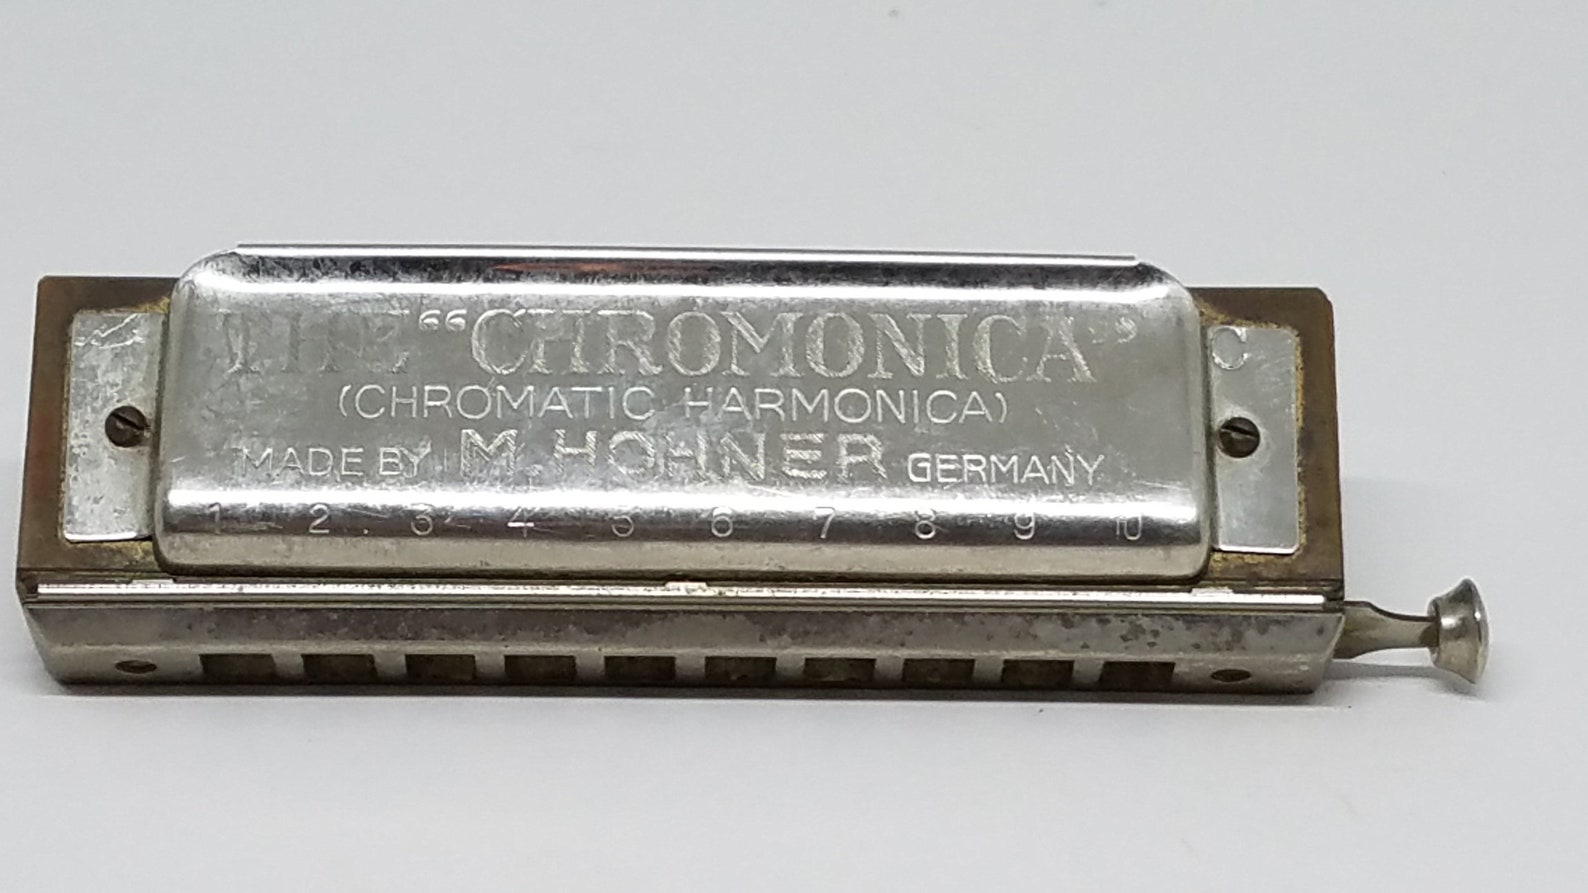 THE “CHROMONICA”
C
(CHROMATIC HARMONICA)
MADE BY M. HOHNER GERMANY
1 2 3 4 5 6 7 8 9 10